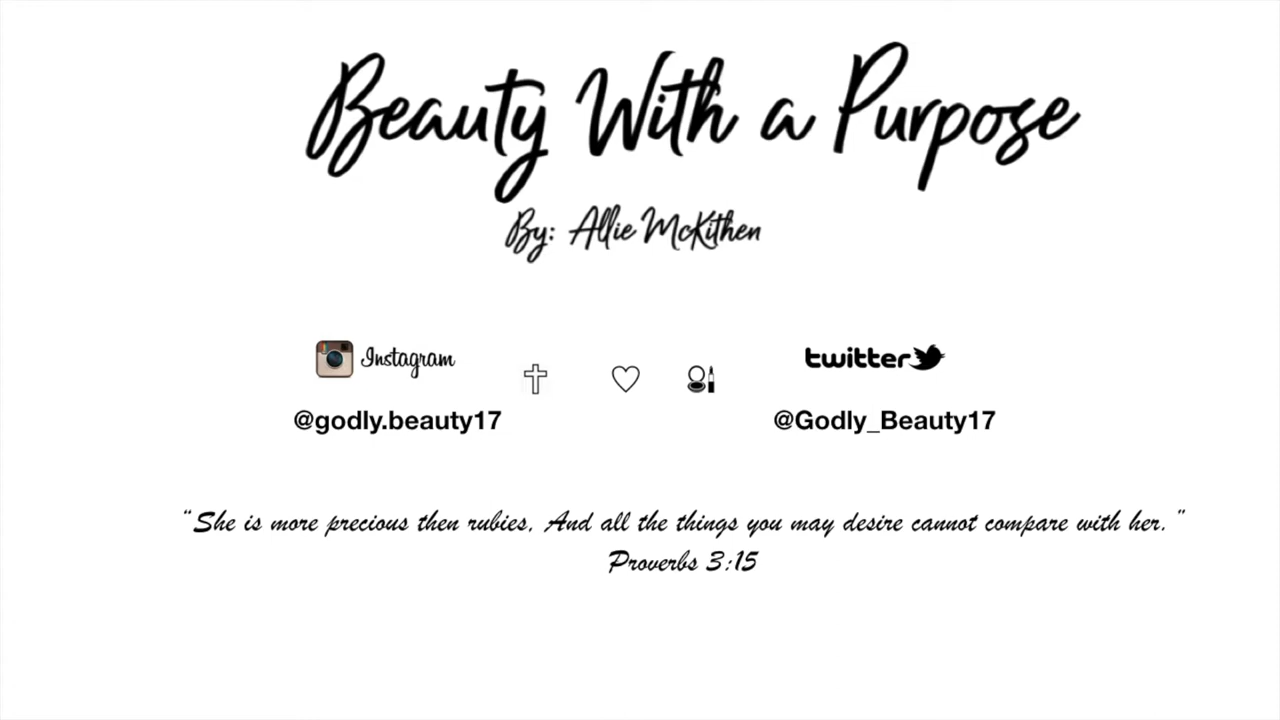 Beauty With a Purpose
By: Allie McKithen
Instagram
twitter
@godly.beauty17
@Godly_Beauty17
“She is more precious then rubies, And all the things you may desire cannot compare with her.”
Proverbs 3:15